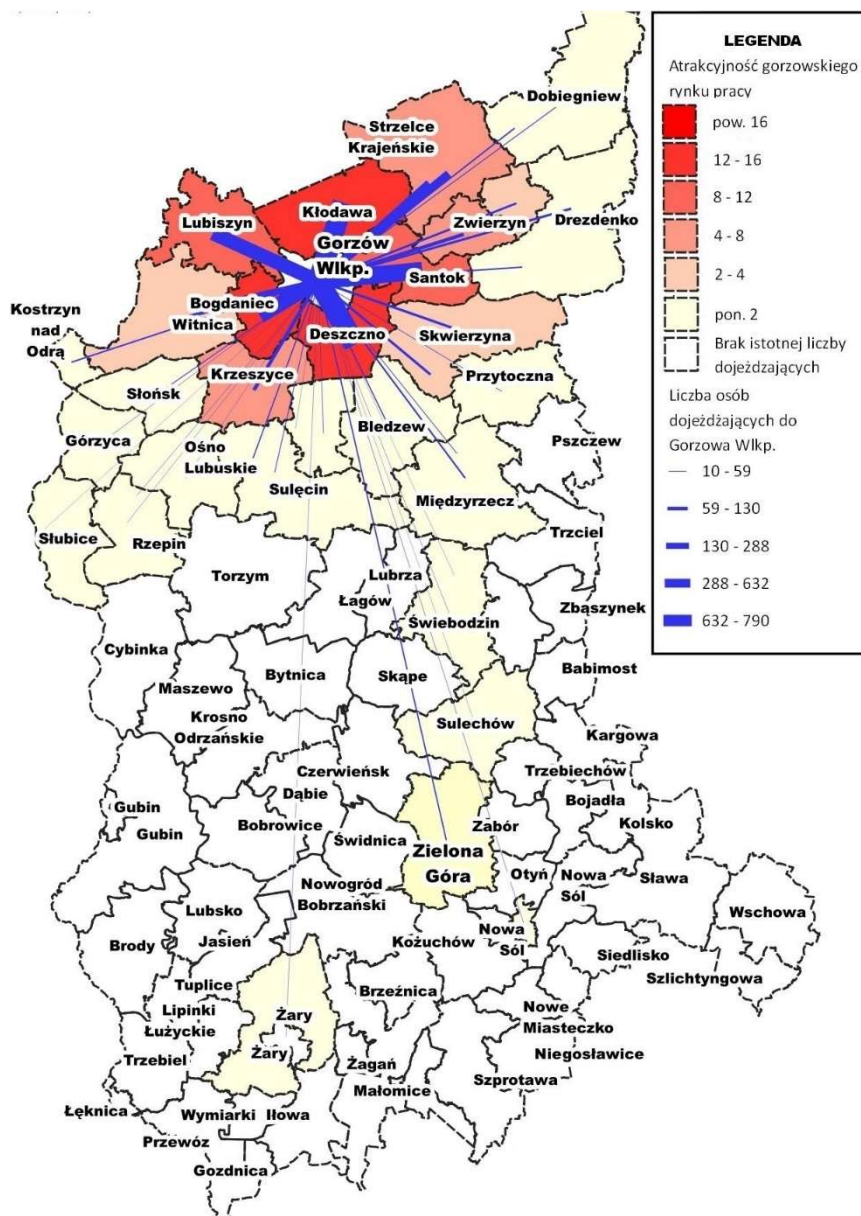 LEGENDA
Atrakcyjność gorzowskiego
rynku pracy
pow. 16
12 - 16
8 - 12
4 - 8
2 - 4
pon. 2
Brak istotnej liczby
dojeżdzających
Liczba osób
dojeżdżających do
Gorzowa Wlkp.
10 - 59
59 - 130
130 - 288
288 - 632
632 - 790
Dobiegniew
Strzelce
Krajeńskie
Kłodawa
Lubiszyn
Zwierzyn
Drezdenko
Gorzów
Wlkp.
Santok
Bogdaniec
Witnica
Kostrzyn
nad
Odrą
Deszczno
Skwierzyna
Krzeszyce
Przytoczna
Słońsk
Górzyca
Bledzew
Pszczew
Ośno
Lubuskie
Sulęcin
Międzyrzecz
Słubice
Rzepin
Trzciel
Torzym
Lubrza
Łagów
Świebodzin
Zbąszynek
Cybinka
Babimost
Bytnica
Skąpe
Maszewo
Krosno
Odrzańskie
Sulechów
Kargowa
Czerwieńsk
Trzebiechów
Dąbie
Bojadła
Gubin
Gubin
Kolsko
Bobrowice
Świdnica
Zabór
Zielona
Góra
Otyń
Nowa
Sól
Sława
Nowogród
Bobrzański
Lubsko
Wschowa
Brody
Jasień
Kożuchów
Nowa
Sól
Siedlisko
Szlichtyngowa
Tuplice
Brzeźnica
Lipinki
Łużyckie
Żary
Nowe
Miasteczko
Trzebiel
Żary
Żagań
Niegosławice
Szprotawa
Małomice
Łęknica
Wymiarki
Iłowa
Przewóz
Gozdnica